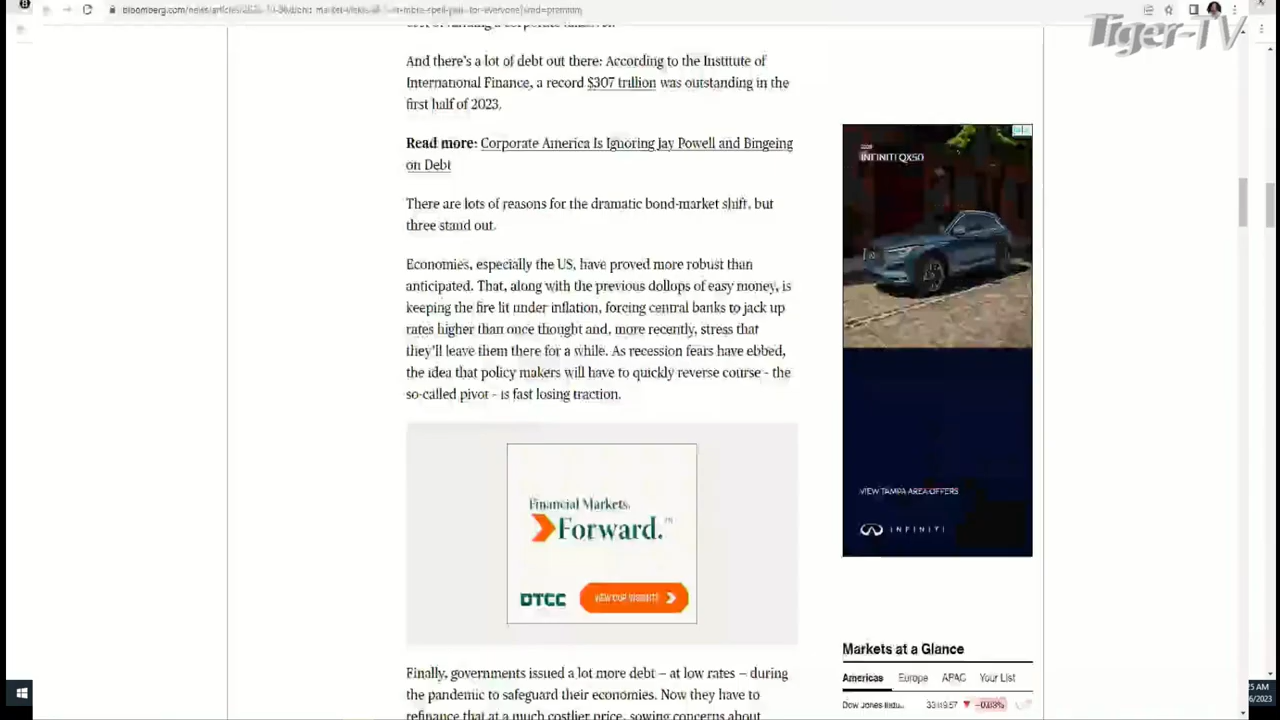 Tiger-TV
And there's a lot of debt out there: According to the Institute of
International Finance, a record $307 trillion was outstanding in the
first half of 2023.
Read more: Corporate America Is Ignoring Jay Powell and Bingeing
on Debt
There are lots of reasons for the dramatic bond-market shift, but
three stand out.
Economies, especially the US, have proved more robust than
anticipated. That, along with the previous dollops of easy money, is
keeping the fire lit under inflation, forcing central banks to jack up
rates higher than once thought and, more recently, stress that
they'll leave them there for a while. As recession fears have ebbed,
the idea that policy makers will have to quickly reverse course - the
so-called pivot - is fast losing traction.
Financial Markets.
Forward.
DTCC
VIEW OUR WEBSITE
Finally, governments issued a lot more debt – at low rates – during
the pandemic to safeguard their economies. Now they have to
refinance that at a much costlier price, sowing concerns about
INFINITI QX50
VIEW TAMPA AREA OFFERS
INFINITI
Markets at a Glance
Americas Europe APAC Your List
Dow Jones Indu...